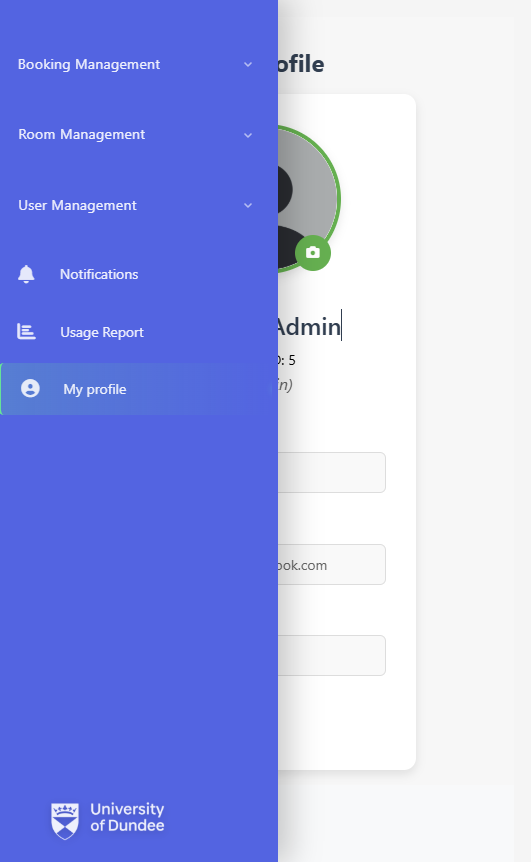 Booking Management
Room Management
User Management
Notifications
Usage Report
My profile
University
of Dundee
ofile
Admin
: 5
in)
ook.com